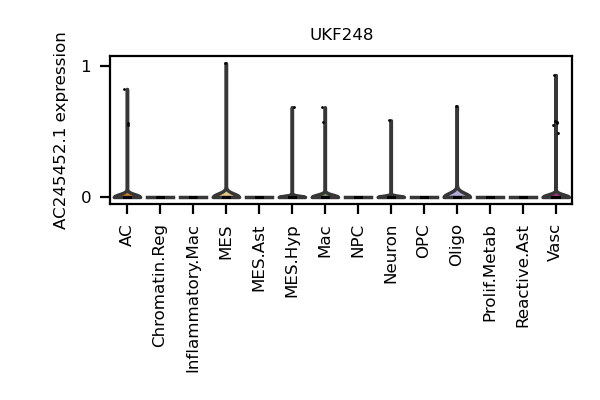 UKF248
AC245452.1 expression
1
0
AC
Chromatin.Reg
Inflammatory.Mac
MES
MES.Ast
MES.Hyp
Mac
NPC
Neuron
OPC
Oligo
Prolif.Metab
Reactive.Ast
Vasc